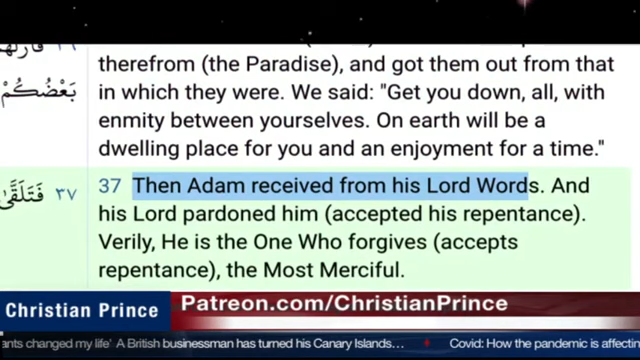 therefrom (the Paradise), and got them out from that
in which they were. We said: "Get you down, all, with
بَعْضُكُمْ
enmity between yourselves. On earth will be a
dwelling place for you and an enjoyment for a time."
37 Then Adam received from his Lord Words. And
٣٧ فَتَلَقَّىٰ
his Lord pardoned him (accepted his repentance).
Verily, He is the One Who forgives (accepts
repentance), the Most Merciful.
Christian Prince
Patreon.com/ChristianPrince
ants changed my life' A British businessman has turned his Canary Islands... Covid: How the pandemic is affectin